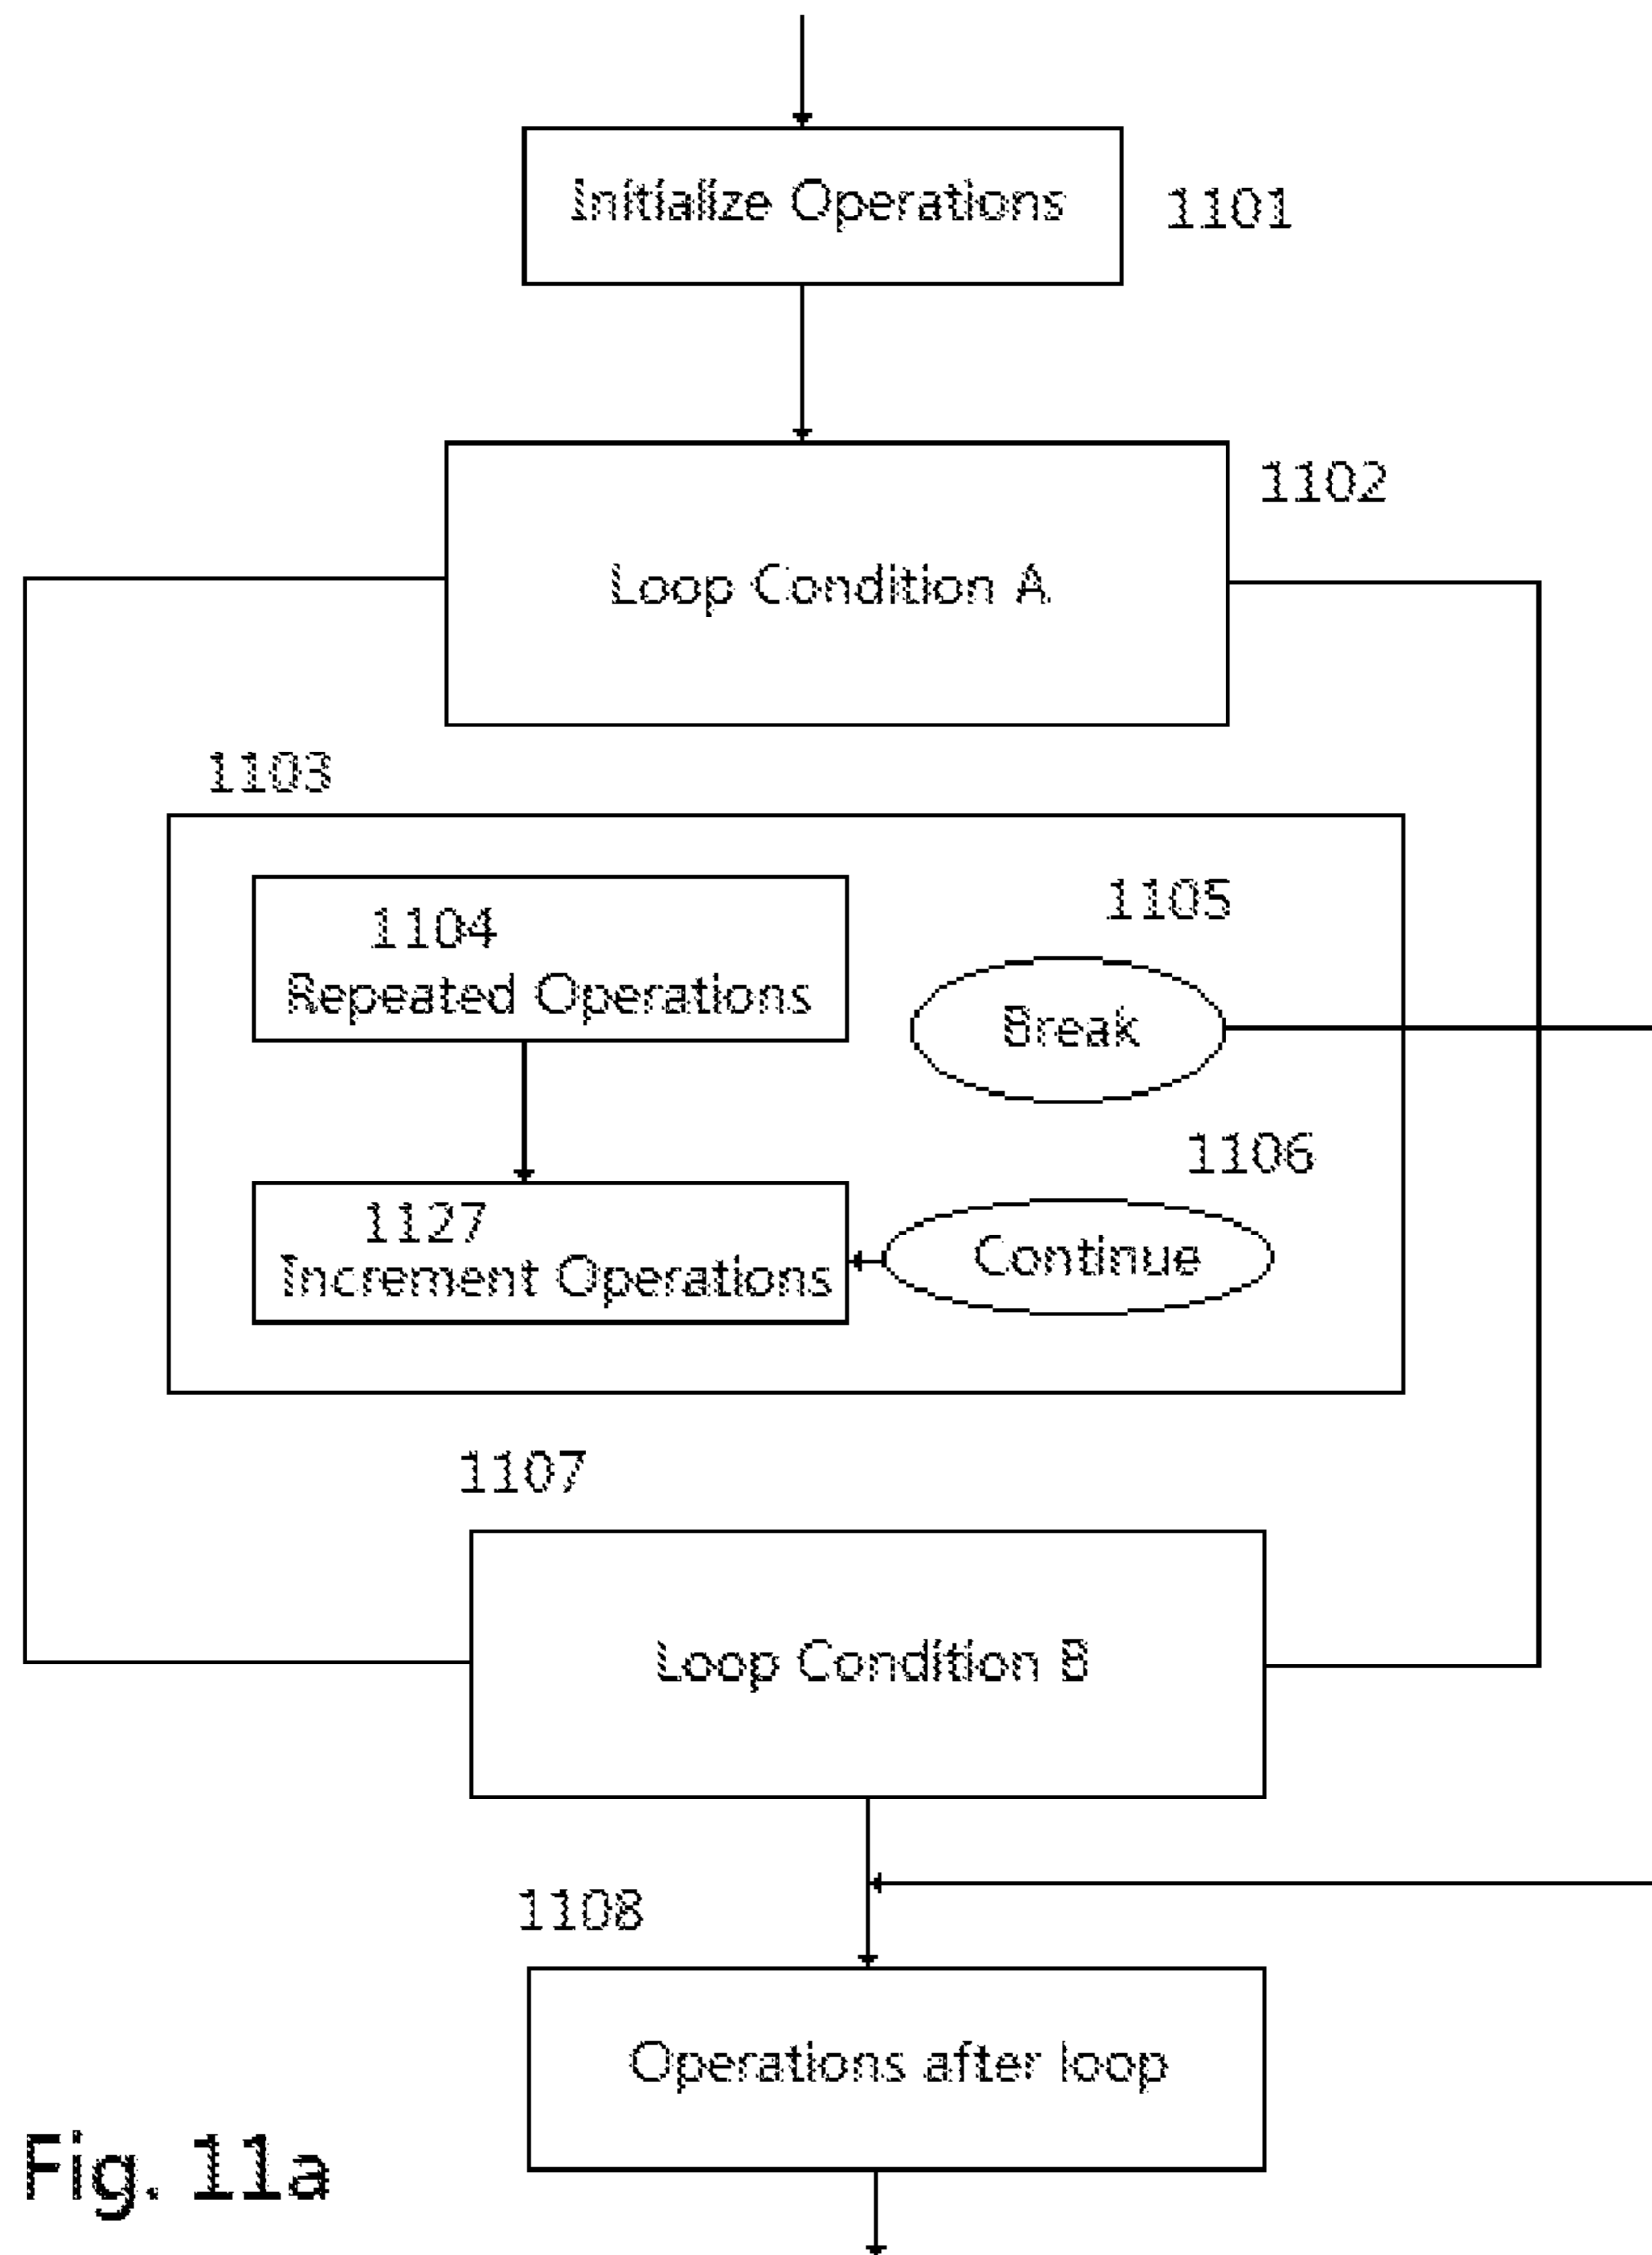 Initialize Operations
1101
1102
Loop Condition A
1103
1105
1104
Repeated Operations
Break
1106
1127
Increment Operations
Continue
1107
Loop Condition B
1108
Operations after loop
Fig. 11a